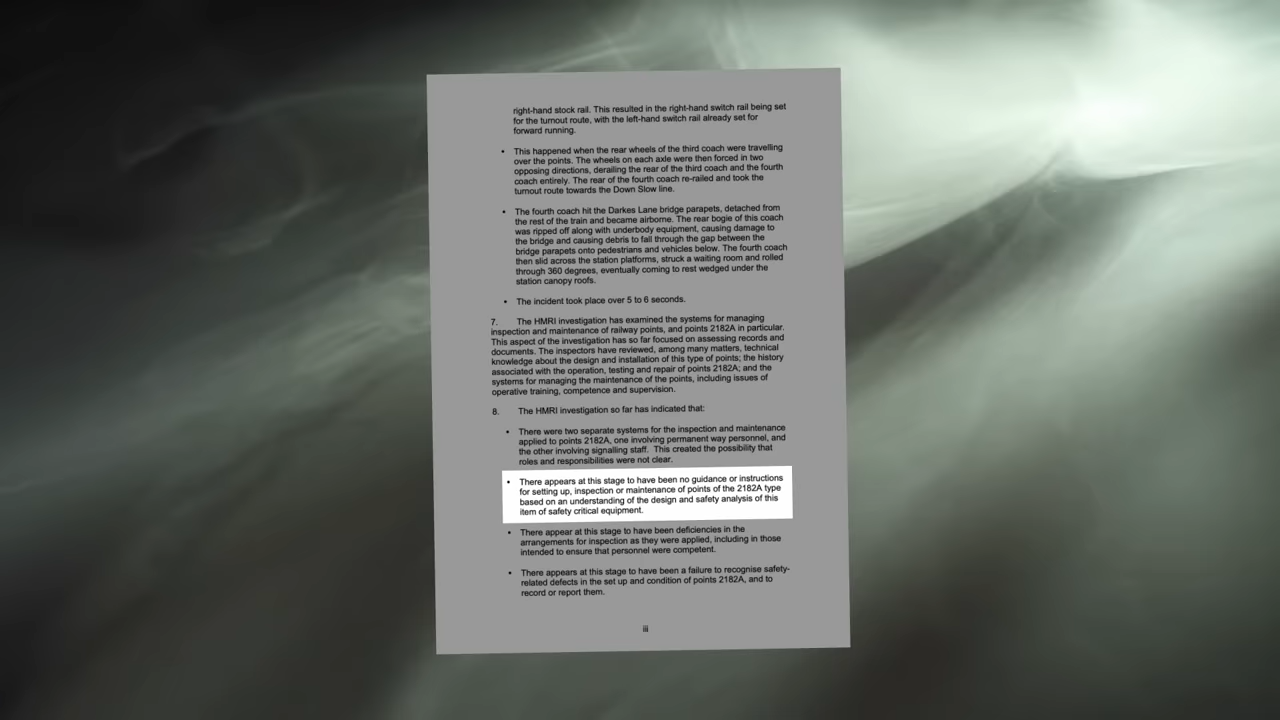 right-hand stock rail. This resulted in the right-hand switch rail being set
for the turnout route, with the left-hand switch rail already set for
forward running.
• This happened when the rear wheels of the third coach were travelling
over the points. The wheels on each axle were then forced in two
opposing directions, derailing the rear of the third coach and the fourth
coach entirely. The rear of the fourth coach re-railed and took the
turnout route towards the Down Slow line.
• The fourth coach hit the Darkes Lane bridge parapets, detached from
the rest of the train and became airborne. The rear bogie of this coach
was ripped off along with underbody equipment, causing damage to
the bridge and causing debris to fall through the gap between the
bridge parapets onto pedestrians and vehicles below. The fourth coach
then slid across the station platforms, struck a waiting room and rolled
through 360 degrees, eventually coming to rest wedged under the
station canopy roofs.
• The incident took place over 5 to 6 seconds.
7. The HMRI investigation has examined the systems for managing
inspection and maintenance of railway points, and points 2182A in particular.
This aspect of the investigation has so far focused on assessing records and
documents. The inspectors have reviewed, among many matters, technical
knowledge about the design and installation of this type of points; the history
associated with the operation, testing and repair of points 2182A; and the
systems for managing the maintenance of the points, including issues of
operative training, competence and supervision.
8. The HMRI investigation so far has indicated that:
• There were two separate systems for the inspection and maintenance
applied to points 2182A, one involving permanent way personnel, and
the other involving signalling staff. This created the possibility that
roles and responsibilities were not clear.
• There appears at this stage to have been no guidance or instructions
for setting up, inspection or maintenance of points of the 2182A type
based on an understanding of the design and safety analysis of this
item of safety critical equipment.
• There appear at this stage to have been deficiencies in the
arrangements for inspection as they were applied, including in those
intended to ensure that personnel were competent.
• There appears at this stage to have been a failure to recognise safety-
related defects in the set up and condition of points 2182A, and to
record or report them.
iii